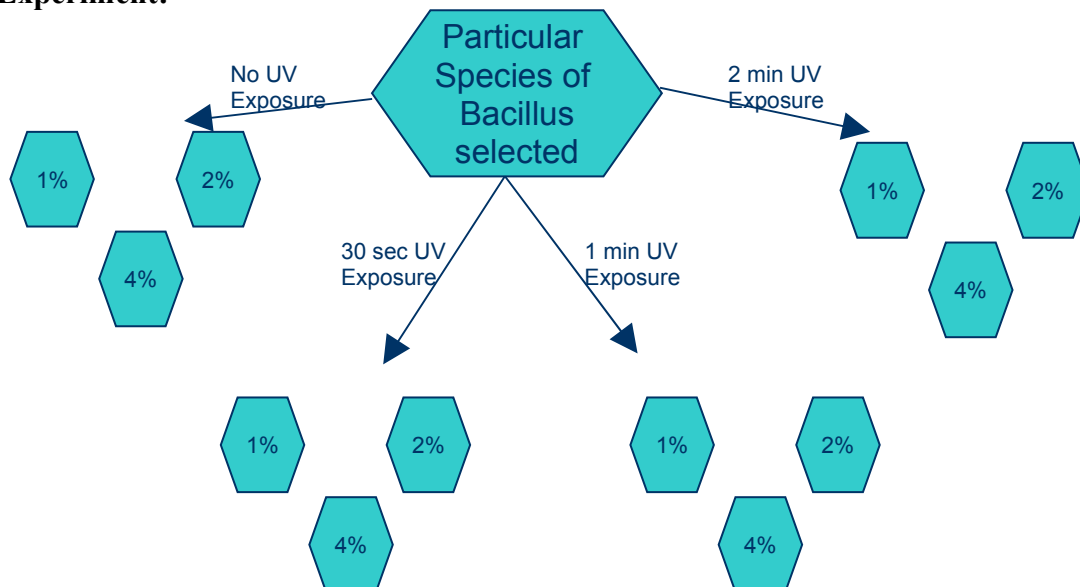 Experiment:
Particular
Species of
Bacillus
selected
No UV
Exposure
2 min UV
Exposure
1%
2%
4%
1%
2%
4%
30 sec UV
Exposure
1 min UV
Exposure
1%
2%
4%
1%
2%
4%